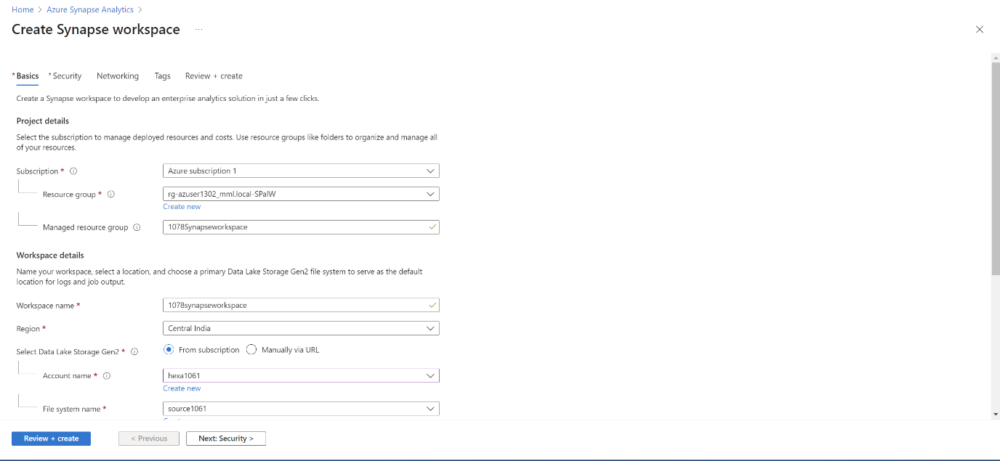 Home > Azure Synapse Analytics >
Create Synapse workspace ...
* Basics * Security Networking Tags Review + create
Create a Synapse workspace to develop an enterprise analytics solution in just a few clicks.
Project details
Select the subscription to manage deployed resources and costs. Use resource groups like folders to organize and manage all
of your resources.
Subscription * Azure subscription 1
Resource group * rg-azuser1302_mml.local-SPaIW
Create new
Managed resource group 1078Synapseworkspace
Workspace details
Name your workspace, select a location, and choose a primary Data Lake Storage Gen2 file system to serve as the default
location for logs and job output.
Workspace name * 1078synapseworkspace
Region * Central India
Select Data Lake Storage Gen2 * From subscription Manually via URL
Account name * hexa1061
Create new
File system name * source1061
Review + create < Previous Next: Security >